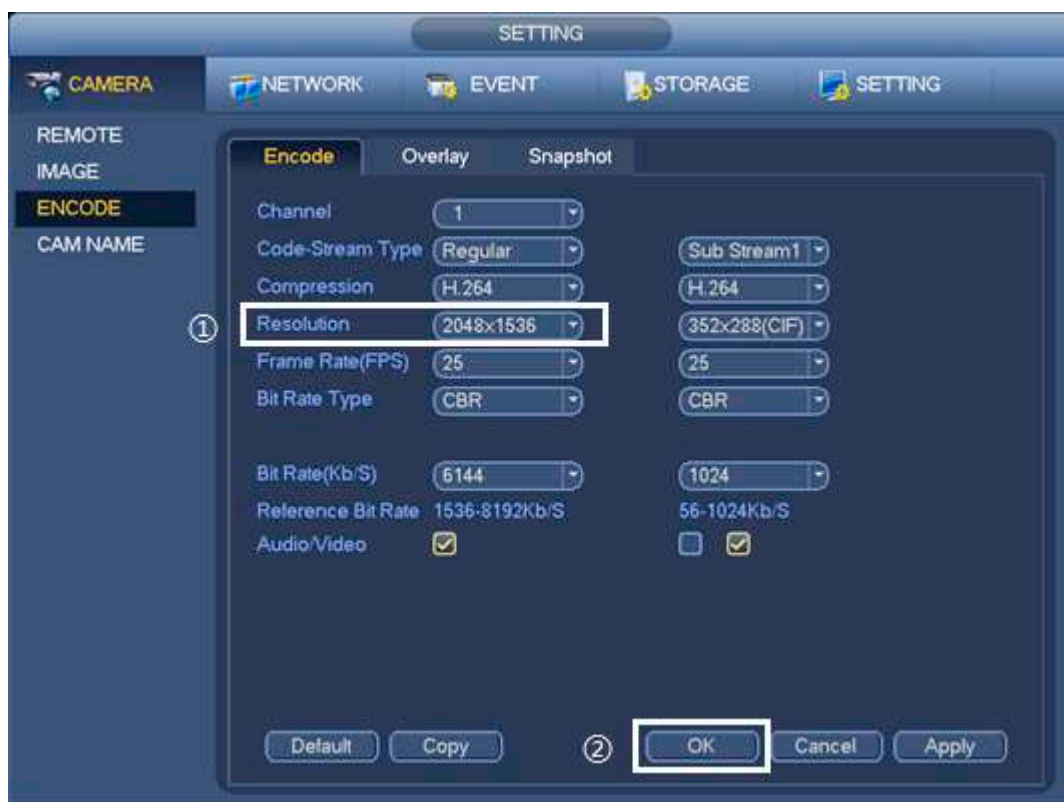 SETTING
CAMERA NETWORK EVENT STORAGE SETTING
REMOTE
IMAGE
ENCODE
CAM NAME
Encode Overlay Snapshot
Channel 1
Code-Stream Type Regular Sub Stream1
Compression H.264 H.264
① Resolution 2048x1536 352x288(CIF)
Frame Rate(FPS) 25 25
Bit Rate Type CBR CBR
Bit Rate(Kb/S) 6144 1024
Reference Bit Rate 1536-8192Kb/S 56-1024Kb/S
Audio/Video
Default Copy ② OK Cancel Apply